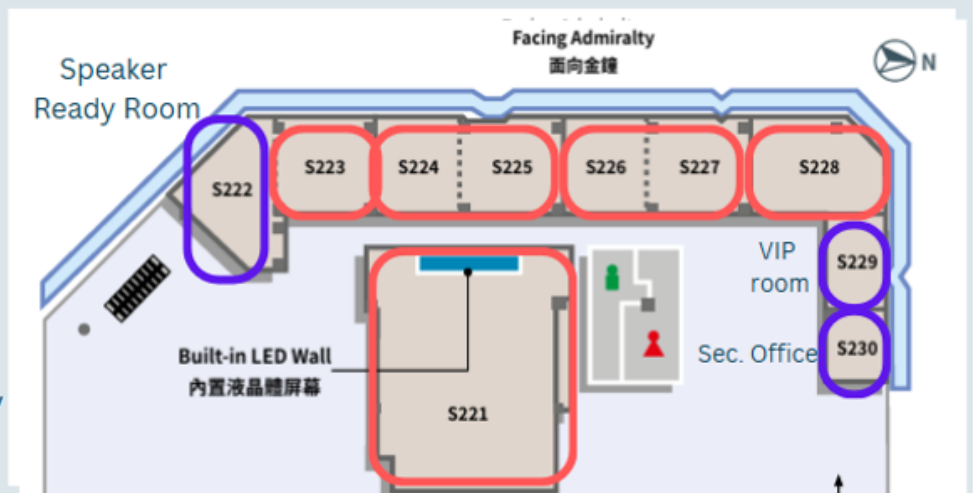 Facing Admiralty
面向金鐘
N
Speaker
Ready Room
S222
S223
S224
S225
S226
S227
S228
VIP
room
S229
Sec. Office
S230
Built-in LED Wall
內置液晶體屏幕
S221